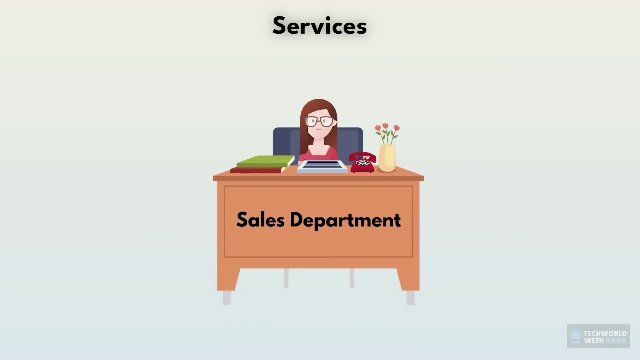 Services
Sales Department
TECHWORLD
WITH NANA